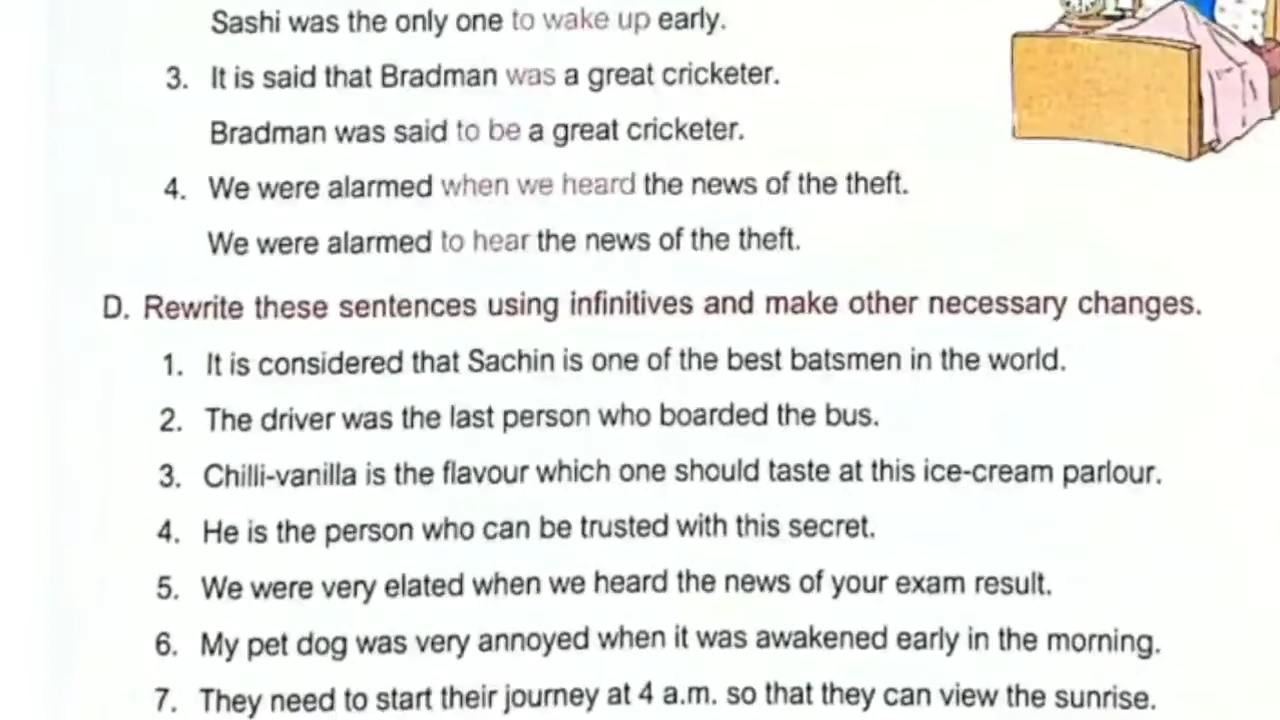 Sashi was the only one to wake up early.
3. It is said that Bradman was a great cricketer.
Bradman was said to be a great cricketer.
4. We were alarmed when we heard the news of the theft.
We were alarmed to hear the news of the theft.
D. Rewrite these sentences using infinitives and make other necessary changes.
1. It is considered that Sachin is one of the best batsmen in the world.
2. The driver was the last person who boarded the bus.
3. Chilli-vanilla is the flavour which one should taste at this ice-cream parlour.
4. He is the person who can be trusted with this secret.
5. We were very elated when we heard the news of your exam result.
6. My pet dog was very annoyed when it was awakened early in the morning.
7. They need to start their journey at 4 a.m. so that they can view the sunrise.